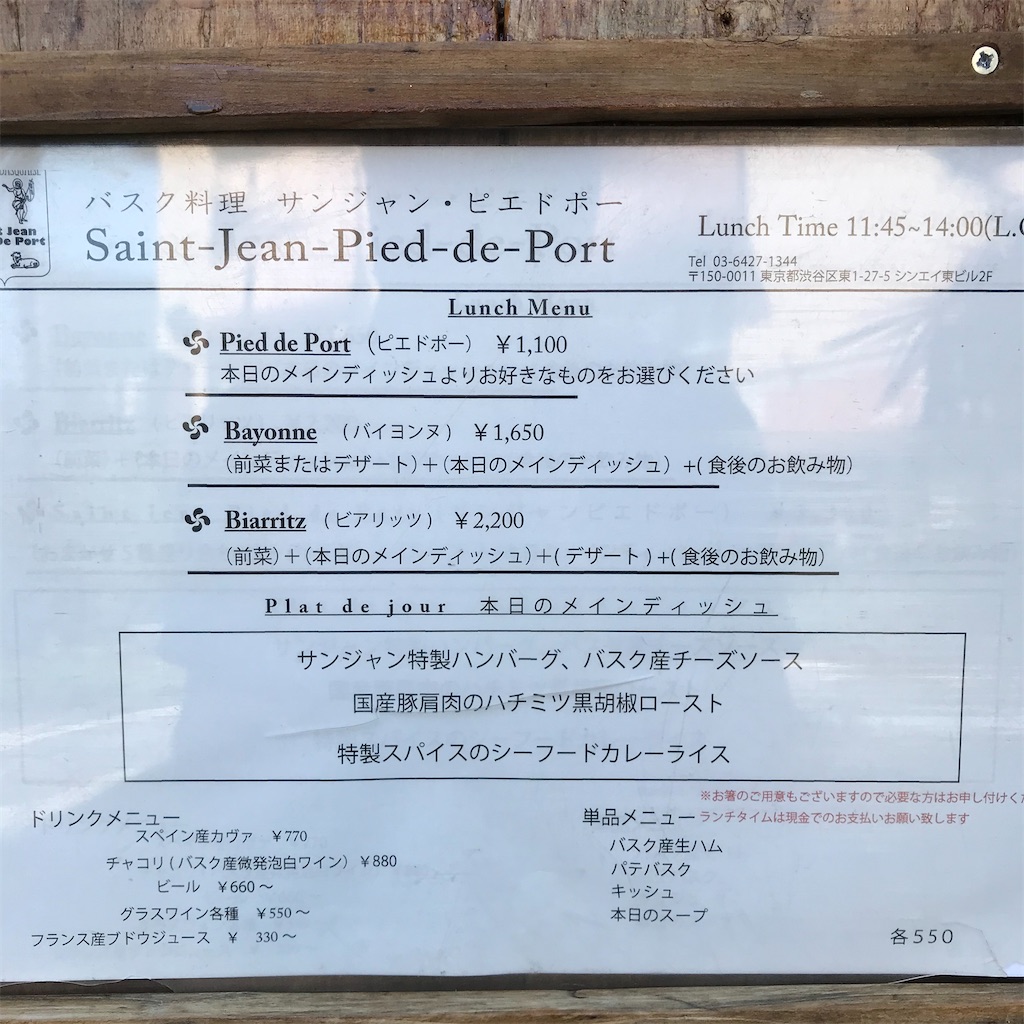 バスク料理 サンジャン・ピエドポー
Saint-Jean-Pied-de-Port
t Jean
De Port
Lunch Time 11:45~14:00(L.
Tel 03-6427-1344
〒150-0011 東京都渋谷区東1-27-5 シンエイ東ビル2F
Lunch Menu
Pied de Port (ピエドポー) ¥1,100
本日のメインディッシュよりお好きなものをお選びください
Bayonne (バイヨンヌ) ¥1,650
(前菜またはデザート)+(本日のメインディッシュ) +( 食後のお飲み物)
Biarritz (ビアリッツ) ¥2,200
(前菜)+(本日のメインディッシュ)+( デザート ) +( 食後のお飲み物)
Plat de jour 本日のメインディッシュ
サンジャン特製ハンバーグ、バスク産チーズソース
国産豚肩肉のハチミツ黒胡椒ロースト
特製スパイスのシーフードカレーライス
※お箸のご用意もございますので必要な方はお申し付けくだ
ランチタイムは現金でのお支払いお願い致します
ドリンクメニュー
スペイン産カヴァ ¥770
チャコリ ( バスク産微発泡白ワイン) ¥880
ビール ¥660～
グラスワイン各種 ¥550～
フランス産ブドウジュース ¥ 330～
単品メニュー
バスク産生ハム
パテバスク
キッシュ
本日のスープ
各550